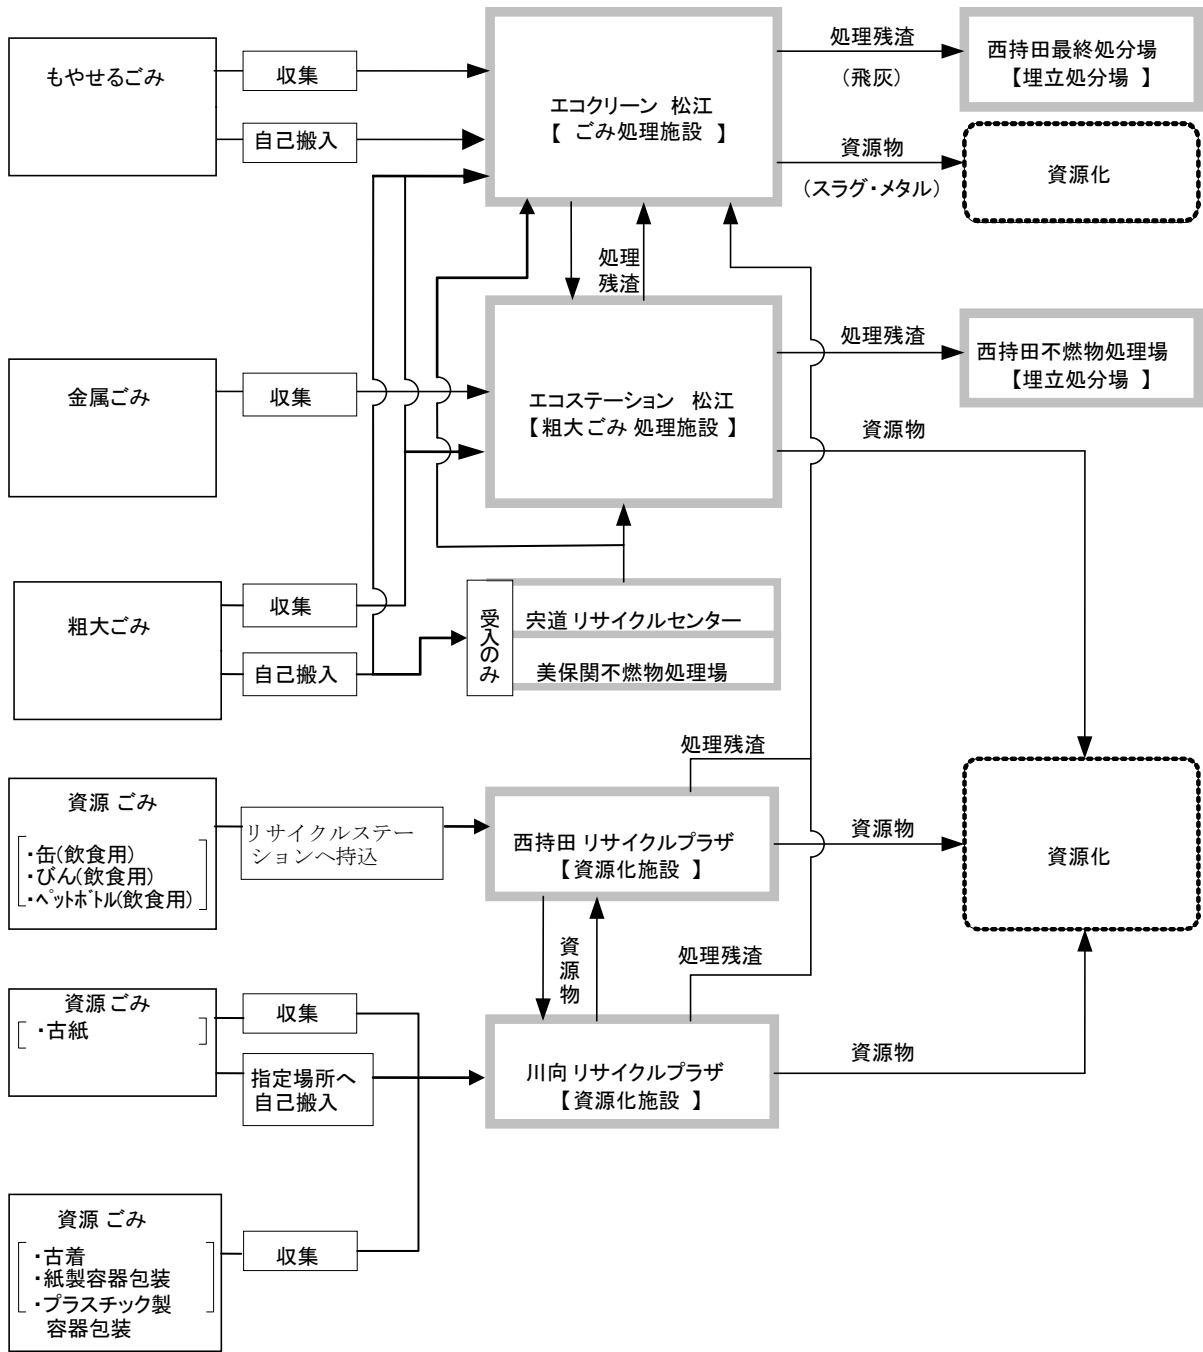 もやせるごみ
収集
自己搬入
エコクリーン 松江
【 ごみ処理施設 】
処理残渣
(飛灰)
西持田最終処分場
【埋立処分場 】
資源物
(スラグ・メタル)
資源化
処理
残渣
金属ごみ
収集
エコステーション 松江
【粗大ごみ 処理施設 】
処理残渣
西持田不燃物処理場
【埋立処分場 】
資源物
粗大ごみ
収集
自己搬入
受入のみ
宍道 リサイクルセンター
美保関不燃物処理場
資源 ごみ
・缶(飲食用)
・びん(飲食用)
・ペットボトル(飲食用)
リサイクルステー
ションへ持込
処理残渣
西持田 リサイクルプラザ
【資源化施設 】
資源物
資源化
資源物
処理残渣
資源 ごみ
・古紙
収集
指定場所へ
自己搬入
川向 リサイクルプラザ
【資源化施設 】
資源物
資源 ごみ
・古着
・紙製容器包装
・プラスチック製
容器包装
収集